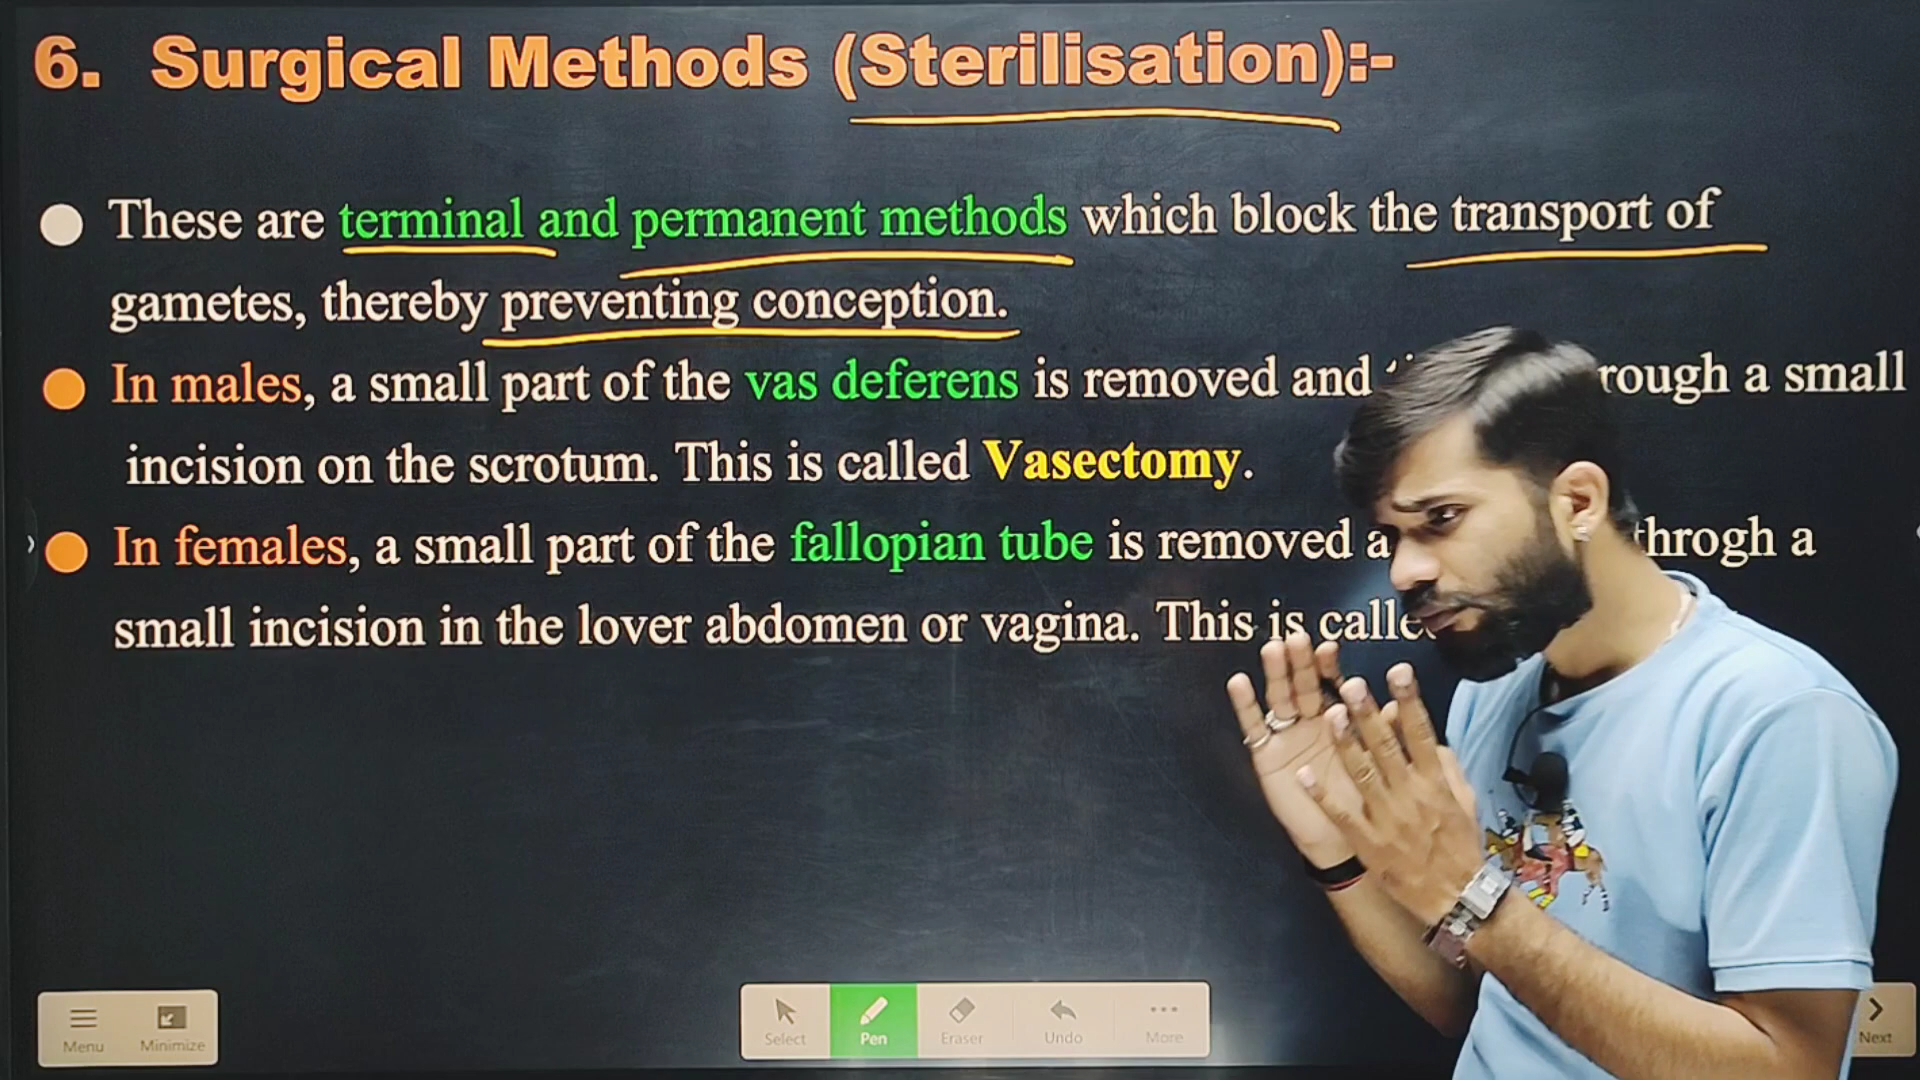 6. Surgical Methods (Sterilisation):-
These are terminal and permanent methods which block the transport of
gametes, thereby preventing conception.
In males, a small part of the vas deferens is removed and rough a small
incision on the scrotum. This is called Vasectomy.
In females, a small part of the fallopian tube is removed a throgh a
small incision in the lover abdomen or vagina. This is calle
Menu Minimize Select Pen Eraser Undo More Next